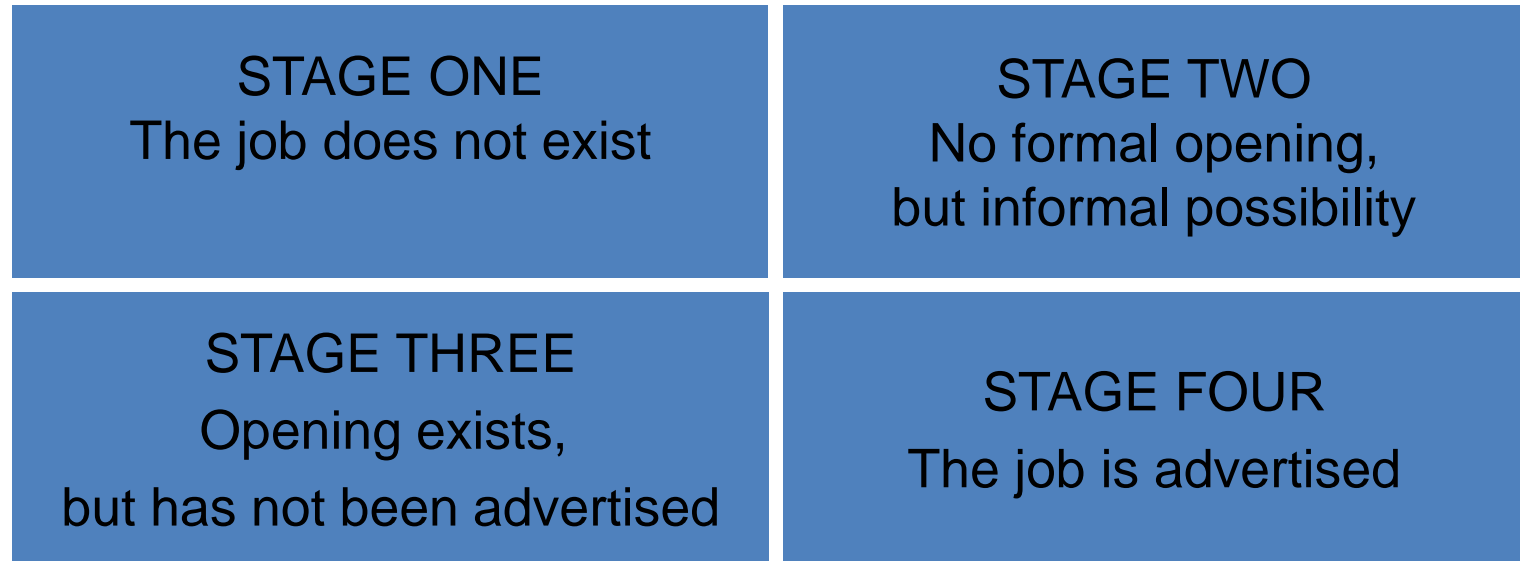 STAGE ONE
The job does not exist
STAGE TWO
No formal opening,
but informal possibility
STAGE THREE
Opening exists,
but has not been advertised
STAGE FOUR
The job is advertised